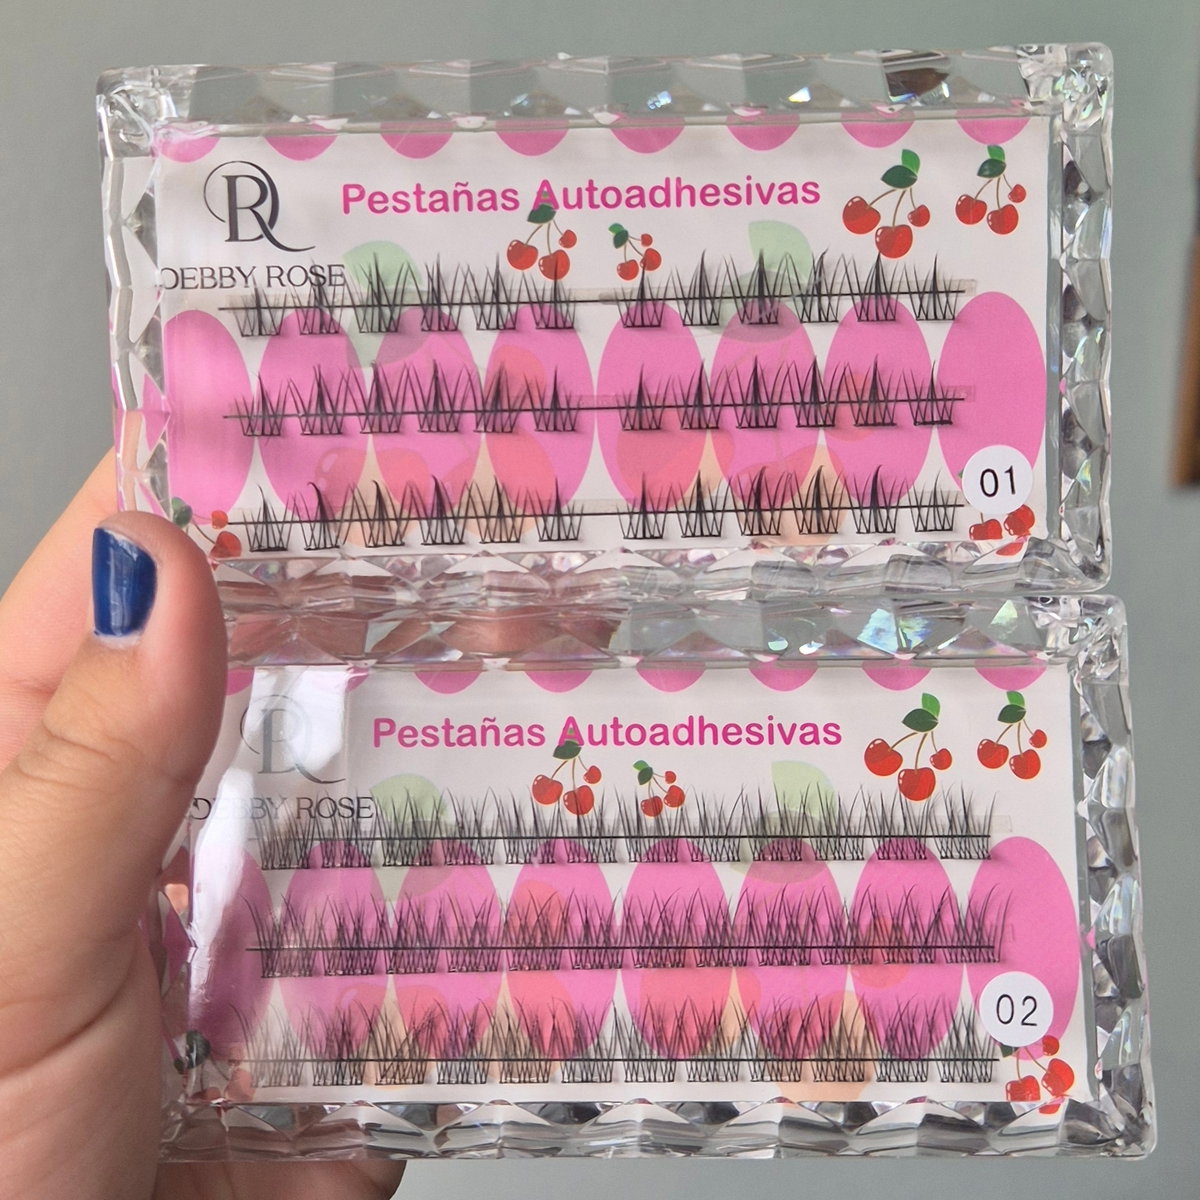 DR
Pestañas Autoadhesivas
DEBBY ROSE
01
DR
Pestañas Autoadhesivas
DEBBY ROSE
02